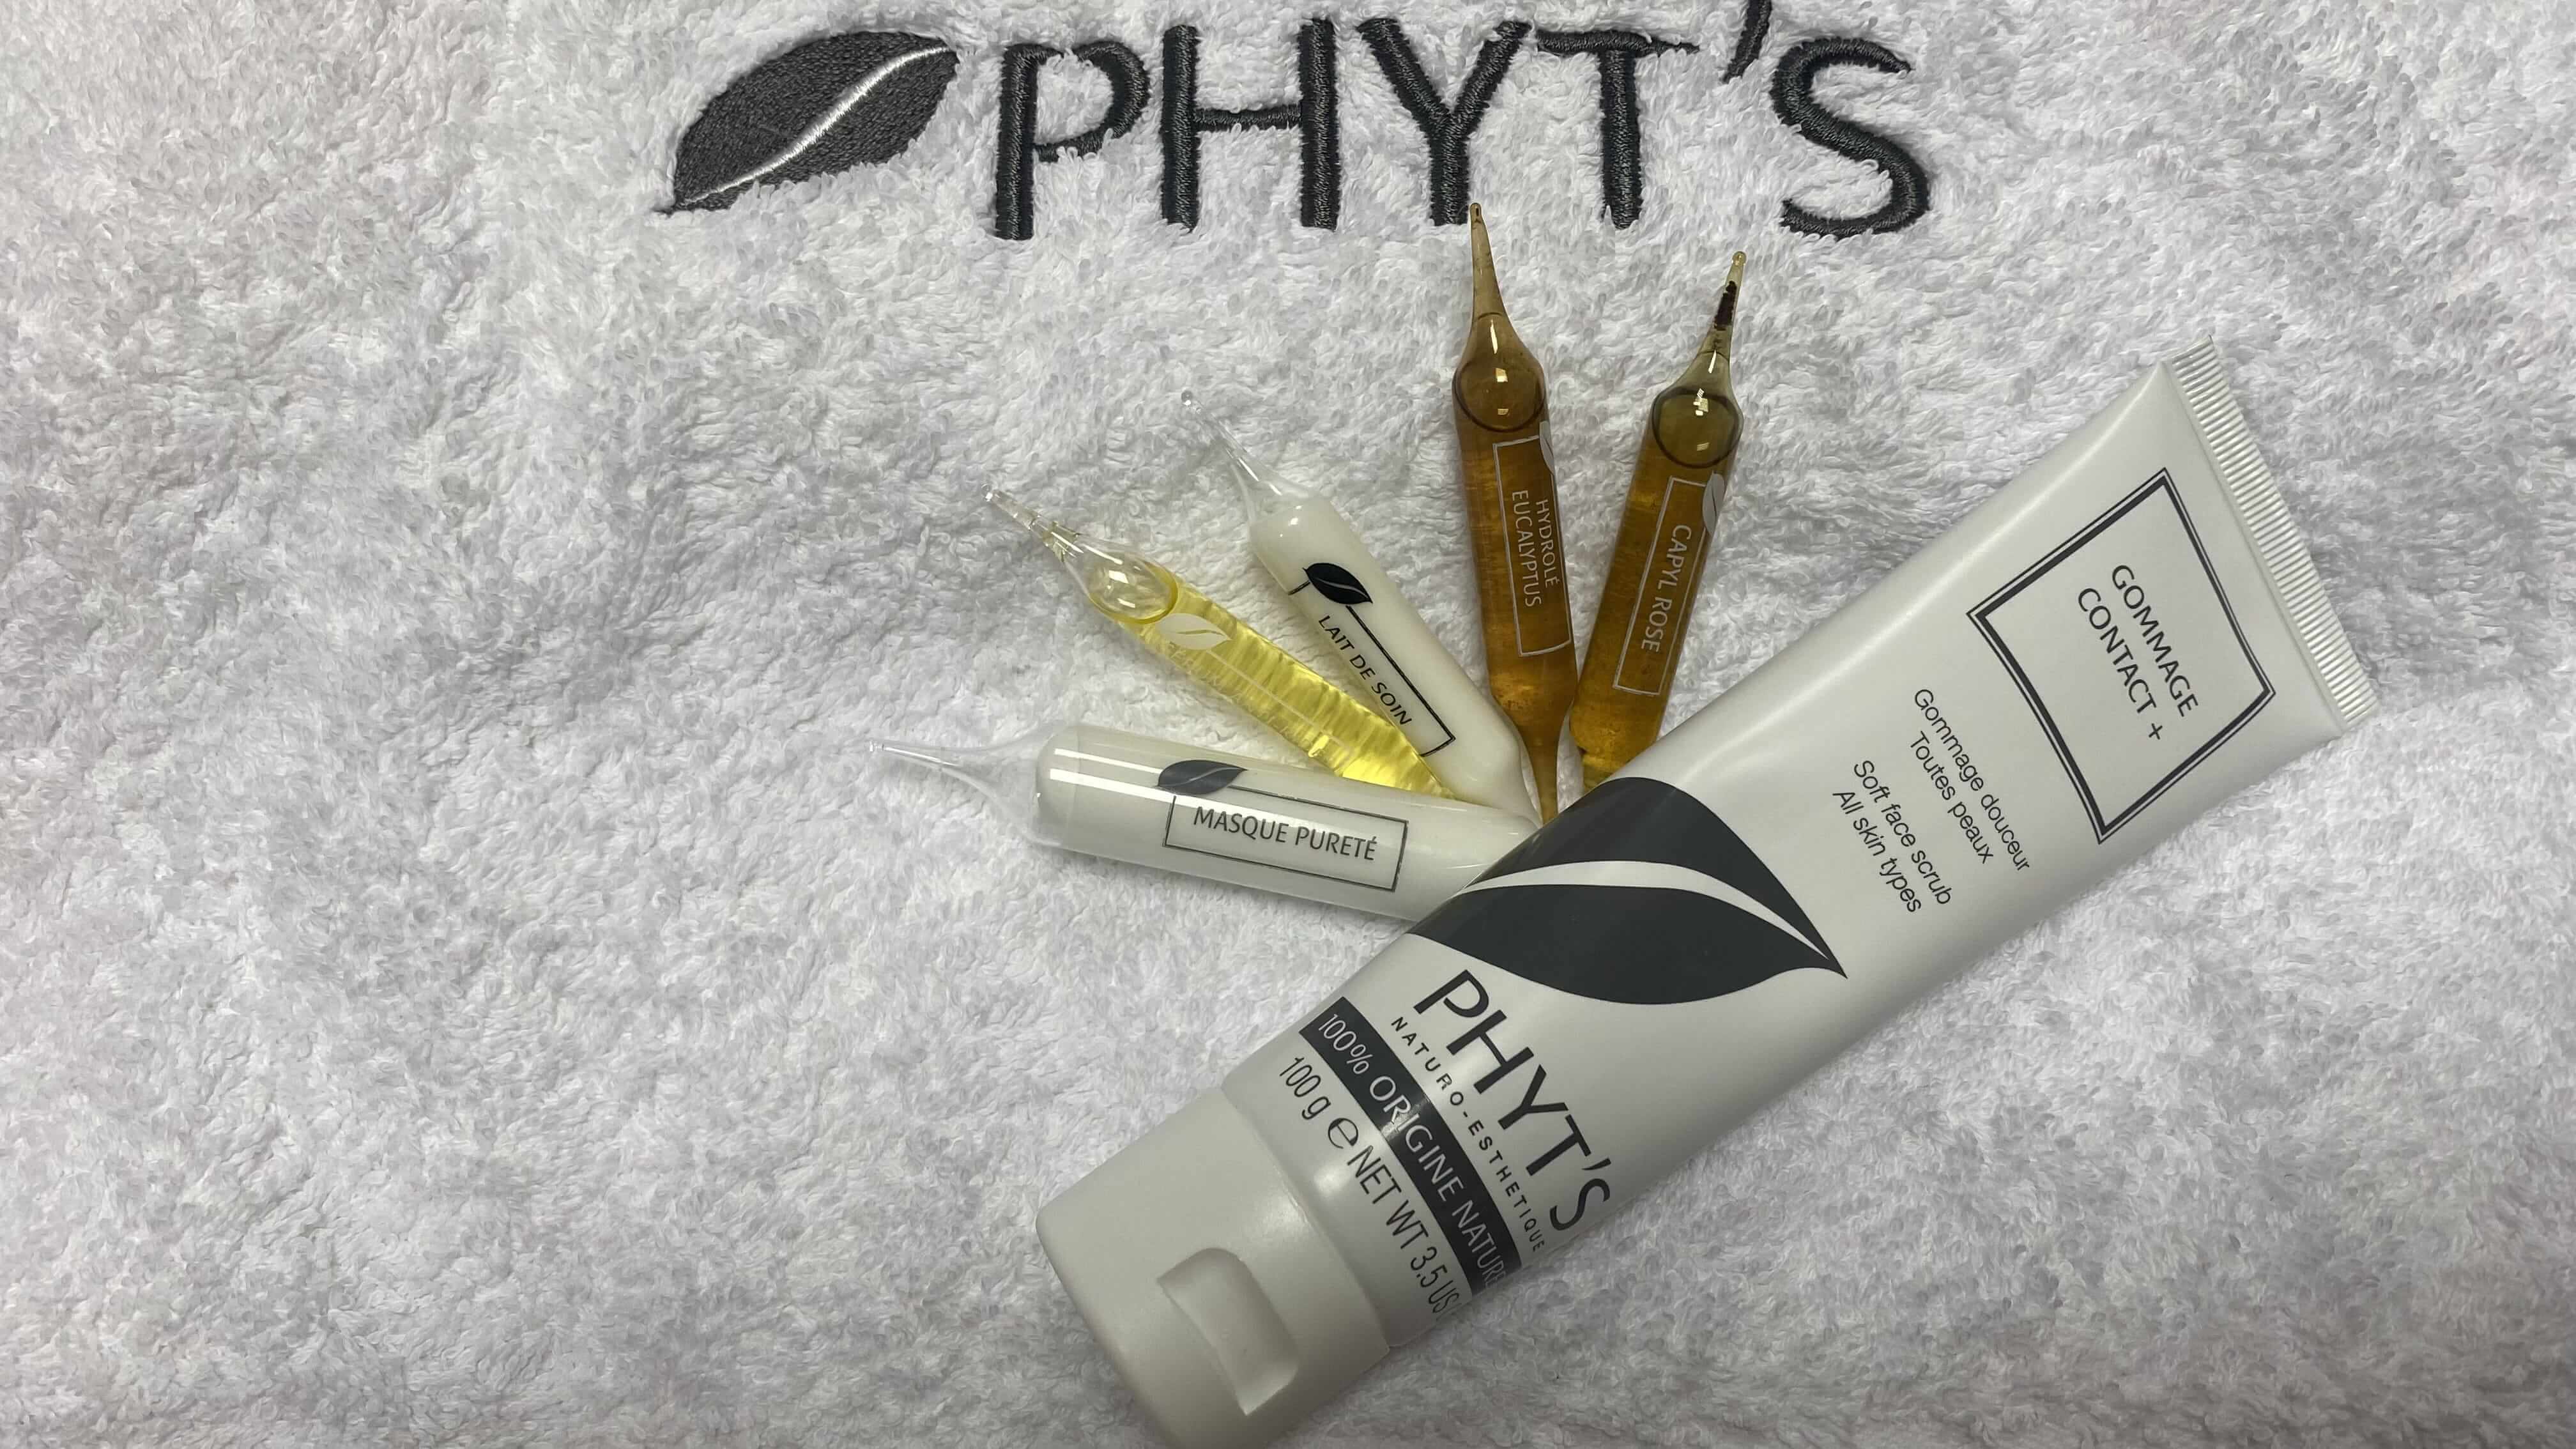 PHYT'S
HYDROLÉ
EUCALYPTUS
CAPYL ROSE
LAIT DE SOIN
MASQUE PURETÉ
GOMMAGE
CONTACT +
Gommage douceur
Toutes peaux
Soft face scrub
All skin types
PHYT'S
NATURO-ESTHETIQUE
100% ORIGINE
100 g e NET WT 3.5 US